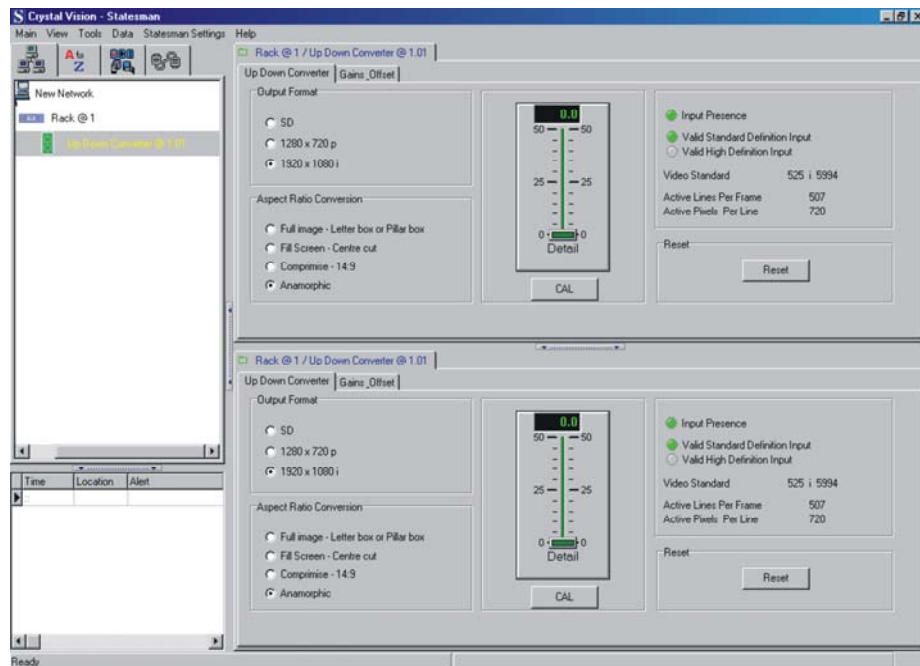 Crystal Vision - Statesman
Main View Tools Data Statesman Settings Help
New Network
Rack @ 1
Up Down Converter @ 1.01
Time Location Alert
Rack @ 1 / Up Down Converter @ 1.01
Up Down Converter Gains_Offset
Output Format
SD
1280 x 720 p
1920 x 1080 i
Aspect Ratio Conversion
Full image - Letter box or Pillar box
Fill Screen - Centre cut
Comprimise - 14:9
Anamorphic
0.0
50 50
25 25
0 0
Detail
CAL
Input Presence
Valid Standard Definition Input
Valid High Definition Input
Video Standard 525 i 5994
Active Lines Per Frame 507
Active Pixels Per Line 720
Reset
Reset
Rack @ 1 / Up Down Converter @ 1.01
Up Down Converter Gains_Offset
Output Format
SD
1280 x 720 p
1920 x 1080 i
Aspect Ratio Conversion
Full image - Letter box or Pillar box
Fill Screen - Centre cut
Comprimise - 14:9
Anamorphic
0.0
50 50
25 25
0 0
Detail
CAL
Input Presence
Valid Standard Definition Input
Valid High Definition Input
Video Standard 525 i 5994
Active Lines Per Frame 507
Active Pixels Per Line 720
Reset
Reset
Ready